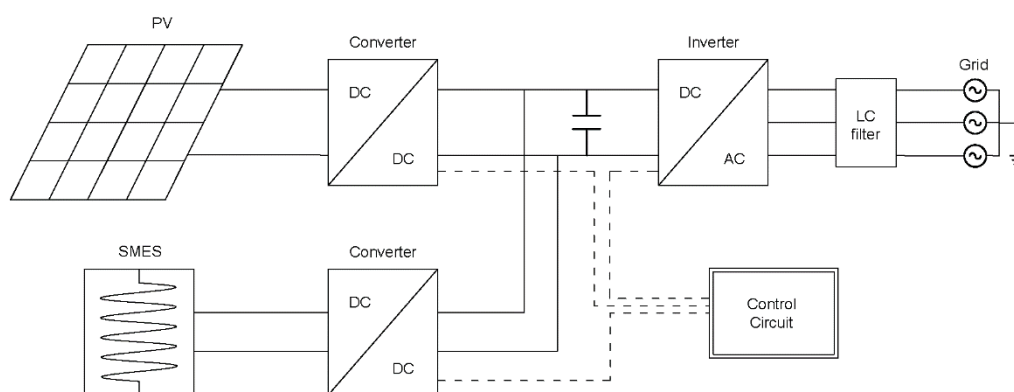 PV
Converter
Inverter
Grid
DC
DC
DC
AC
LC
filter
SMES
Converter
DC
DC
Control
Circuit